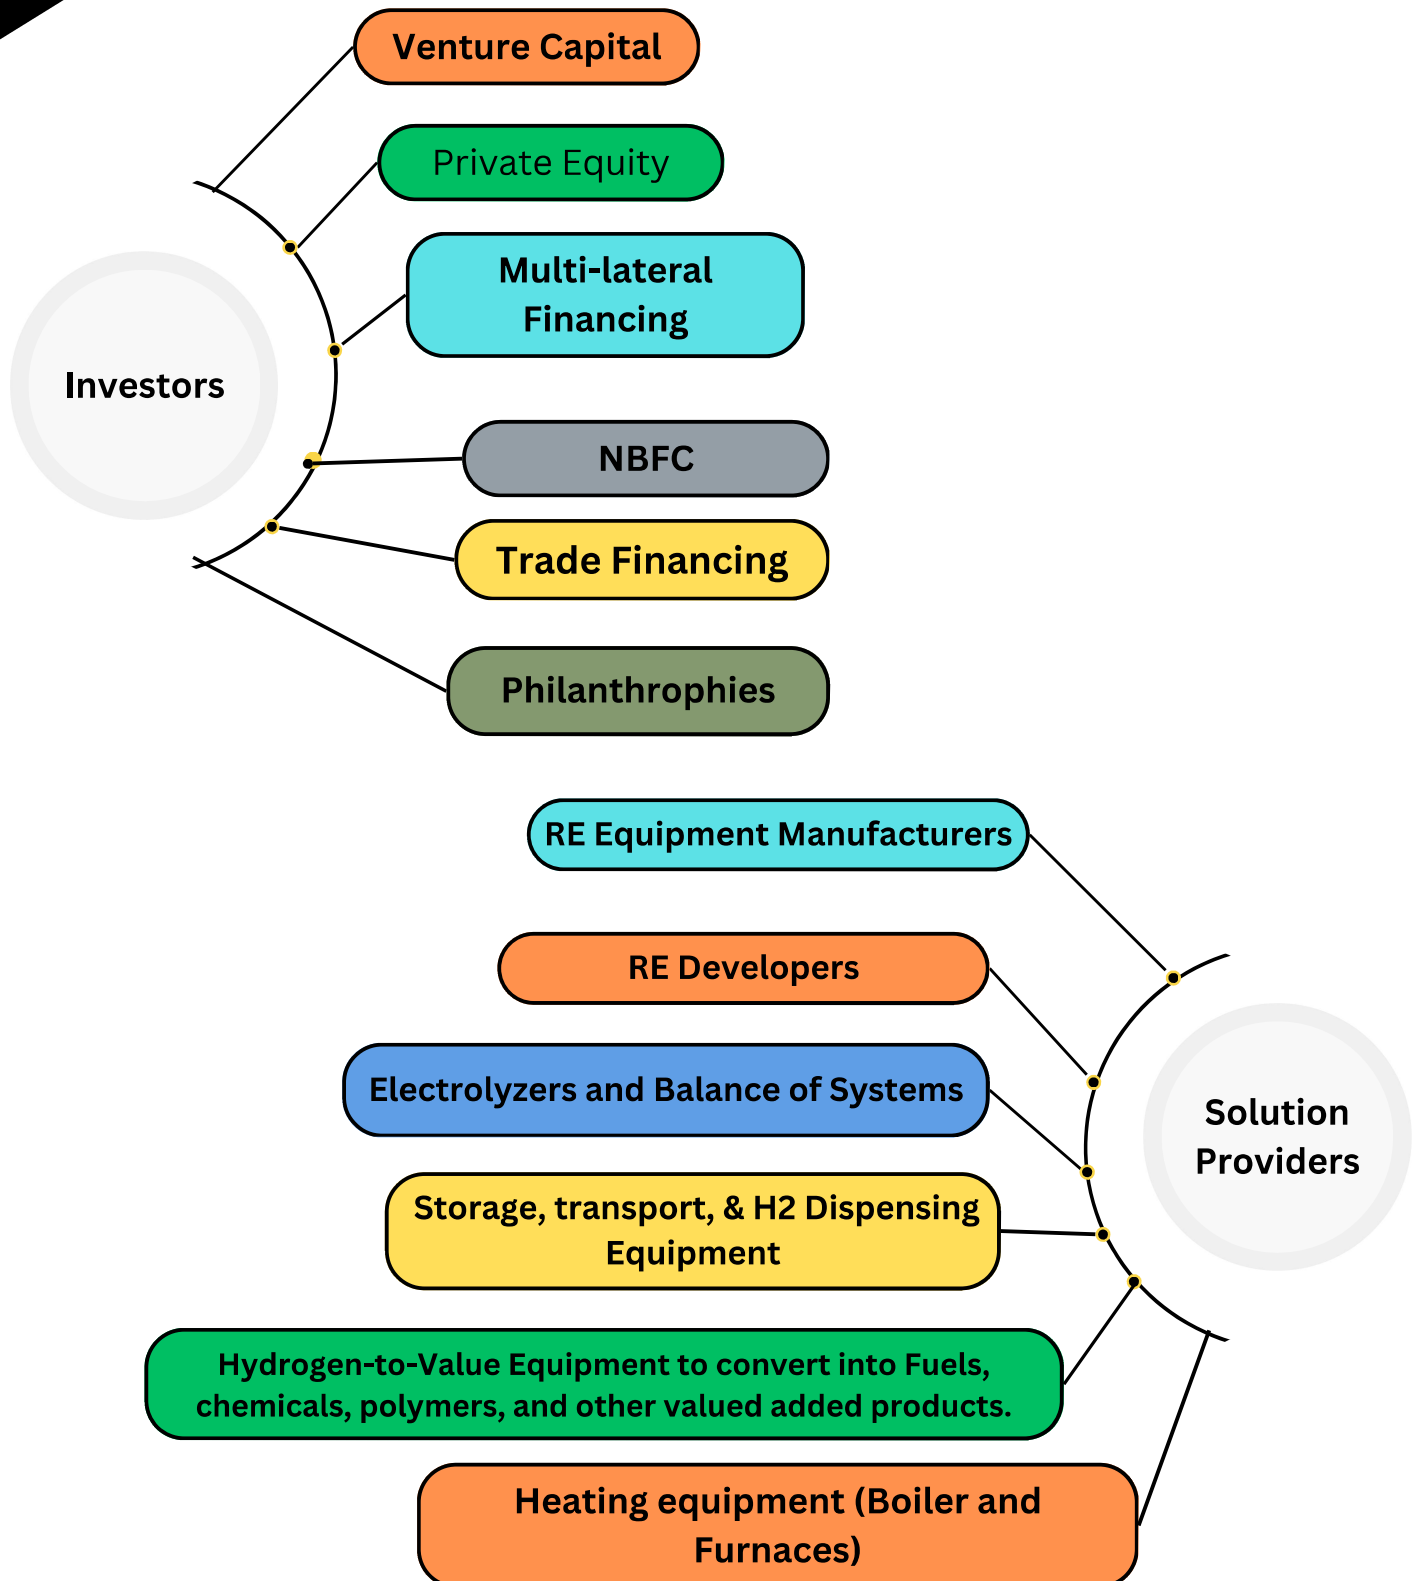 Venture Capital
Private Equity
Multi-lateral
Financing
Investors
NBFC
Trade Financing
Philanthrophies
RE Equipment Manufacturers
RE Developers
Electrolyzers and Balance of Systems
Solution
Providers
Storage, transport, & H2 Dispensing
Equipment
Hydrogen-to-Value Equipment to convert into Fuels,
chemicals, polymers, and other valued added products.
Heating equipment (Boiler and
Furnaces)